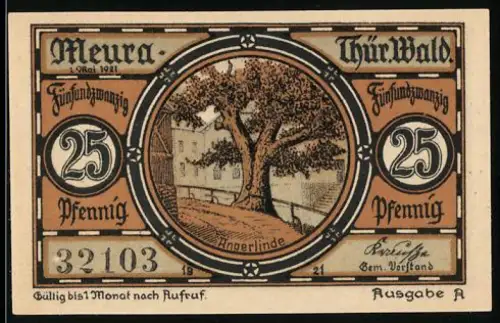 Meura - Thür. Wald.
1. Mai 1921
Fünfundzwanzig Fünfundzwanzig
25 25
Pfennig Pfennig
Angerlinde
32103
19 21
Gem. Vorstand
Gültig bis 1 Monat nach Aufruf. Ausgabe A